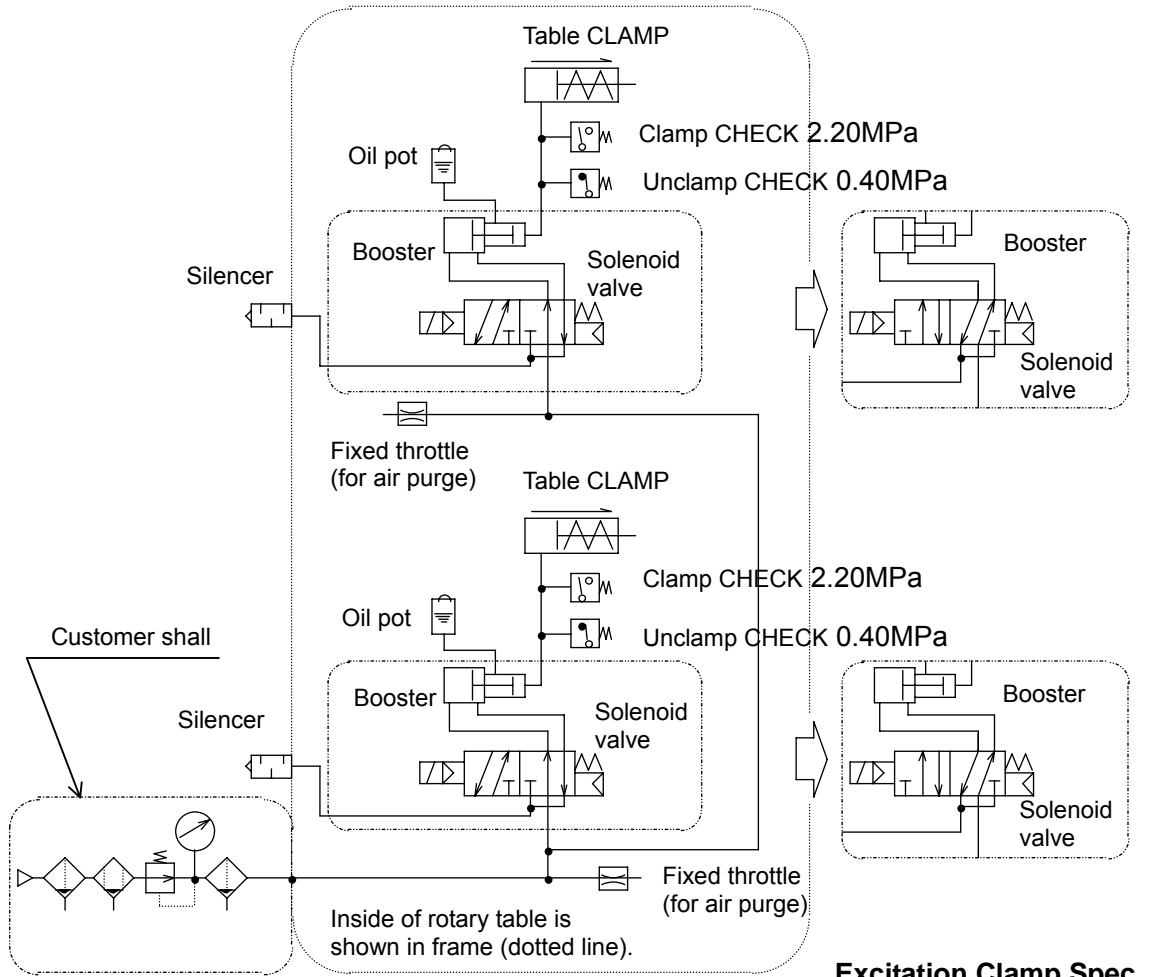 Table CLAMP
Clamp CHECK 2.20MPa
Oil pot
Unclamp CHECK 0.40MPa
Booster
Solenoid
valve
Silencer
Booster
Solenoid
valve
Fixed throttle
(for air purge)
Table CLAMP
Clamp CHECK 2.20MPa
Oil pot
Unclamp CHECK 0.40MPa
Customer shall
Booster
Solenoid
valve
Silencer
Booster
Solenoid
valve
Fixed throttle
(for air purge)
Inside of rotary table is
shown in frame (dotted line).
Excitation Clamp Spec